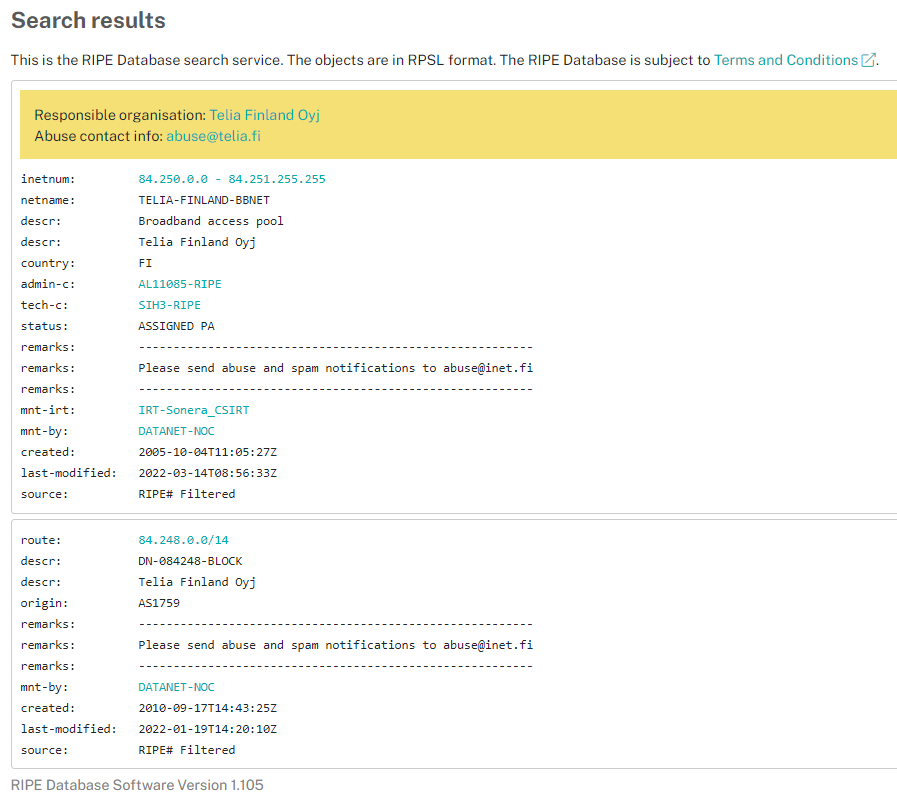 Search results
This is the RIPE Database search service. The objects are in RPSL format. The RIPE Database is subject to Terms and Conditions.
Responsible organisation: Telia Finland Oyj
Abuse contact info: abuse@telia.fi
inetnum: 84.250.0.0 - 84.251.255.255
netname: TELIA-FINLAND-BBNET
descr: Broadband access pool
descr: Telia Finland Oyj
country: FI
admin-c: AL11085-RIPE
tech-c: SIH3-RIPE
status: ASSIGNED PA
remarks: ---------------------------------------------------------
remarks: Please send abuse and spam notifications to abuse@inet.fi
remarks: ---------------------------------------------------------
mnt-irt: IRT-Sonera_CSIRT
mnt-by: DATANET-NOC
created: 2005-10-04T11:05:27Z
last-modified: 2022-03-14T08:56:33Z
source: RIPE# Filtered
route: 84.248.0.0/14
descr: DN-084248-BLOCK
descr: Telia Finland Oyj
origin: AS1759
remarks: ---------------------------------------------------------
remarks: Please send abuse and spam notifications to abuse@inet.fi
remarks: ---------------------------------------------------------
mnt-by: DATANET-NOC
created: 2010-09-17T14:43:25Z
last-modified: 2022-01-19T14:20:10Z
source: RIPE# Filtered
RIPE Database Software Version 1.105